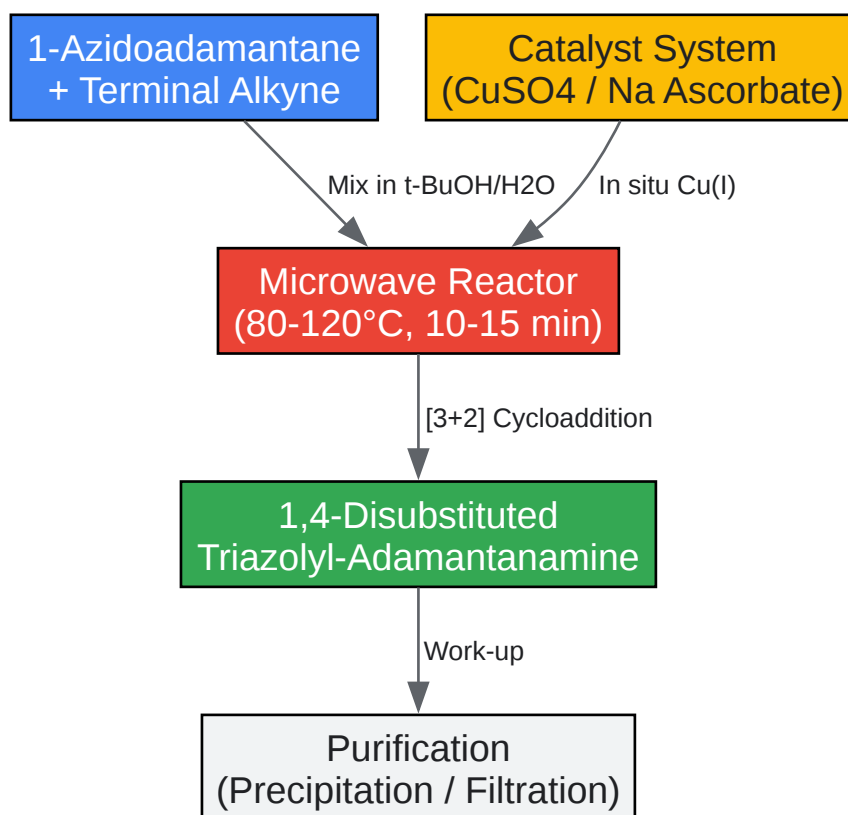 1-Azidoadamantane
+ Terminal Alkyne
Catalyst System
(CuSO4 / Na Ascorbate)
Mix in t-BuOH/H2O
In situ Cu(I)
Microwave Reactor
(80-120°C, 10-15 min)
[3+2] Cycloaddition
1,4-Disubstituted
Triazolyl-Adamantanamine
Work-up
Purification
(Precipitation / Filtration)